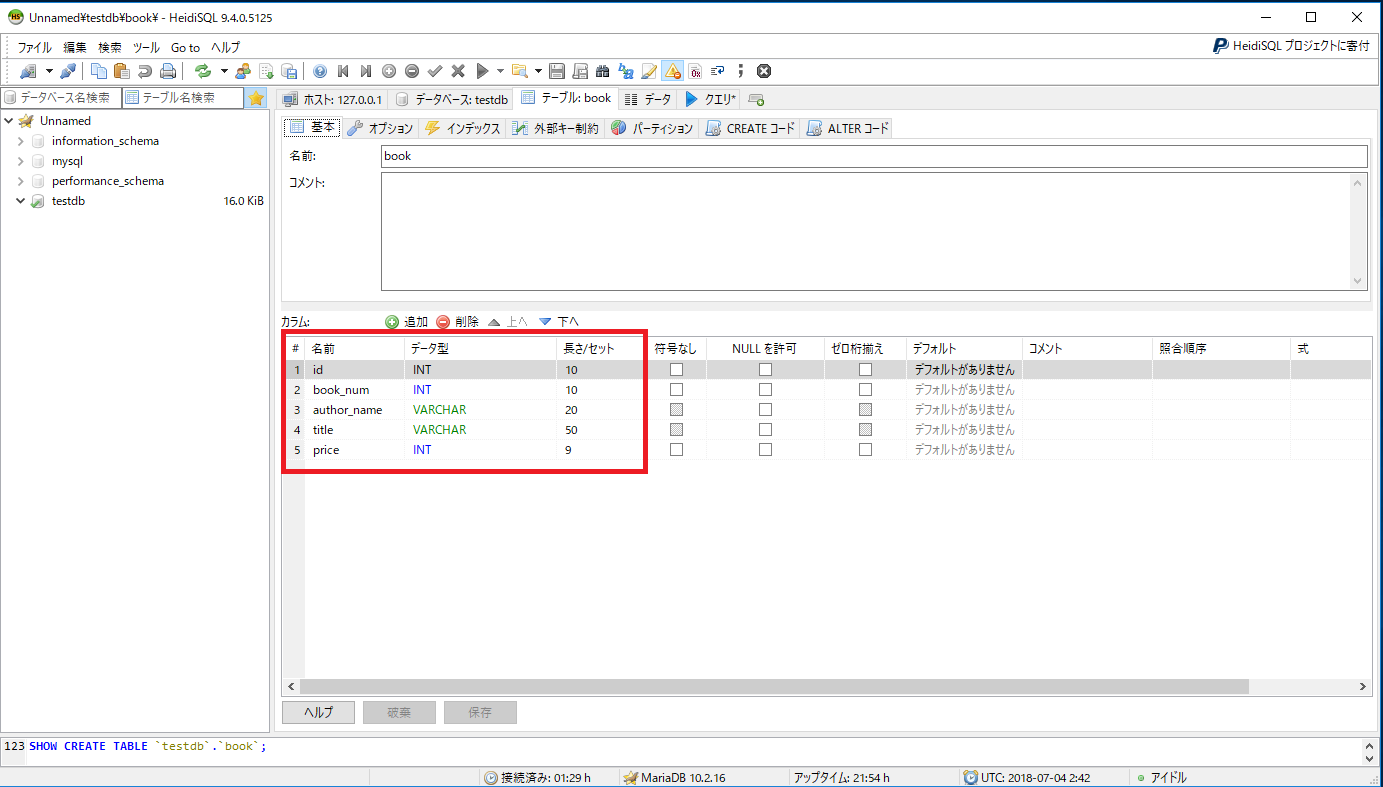 Unnamed¥testdb¥book¥ - HeidiSQL 9.4.0.5125
ファイル 編集 検索 ツール Go to ヘルプ
HeidiSQL プロジェクトに寄付
データベース名検索 テーブル名検索
ホスト: 127.0.0.1 データベース: testdb テーブル: book データ クエリ*
Unnamed
information_schema
mysql
performance_schema
testdb 16.0 KiB
基本 オプション インデックス 外部キー制約 パーティション CREATE コード ALTER コード
名前: book
コメント:
カラム: 追加 削除 上へ 下へ
# 名前 データ型 長さ/セット 符号なし NULL を許可 ゼロ桁揃え デフォルト コメント 照合順序 式
1 id INT 10 デフォルトがありません
2 book_num INT 10 デフォルトがありません
3 author_name VARCHAR 20 デフォルトがありません
4 title VARCHAR 50 デフォルトがありません
5 price INT 9 デフォルトがありません
ヘルプ 破棄 保存
123 SHOW CREATE TABLE `testdb`.`book`;
接続済み: 01:29 h MariaDB 10.2.16 アップタイム: 21:54 h UTC: 2018-07-04 2:42 アイドル